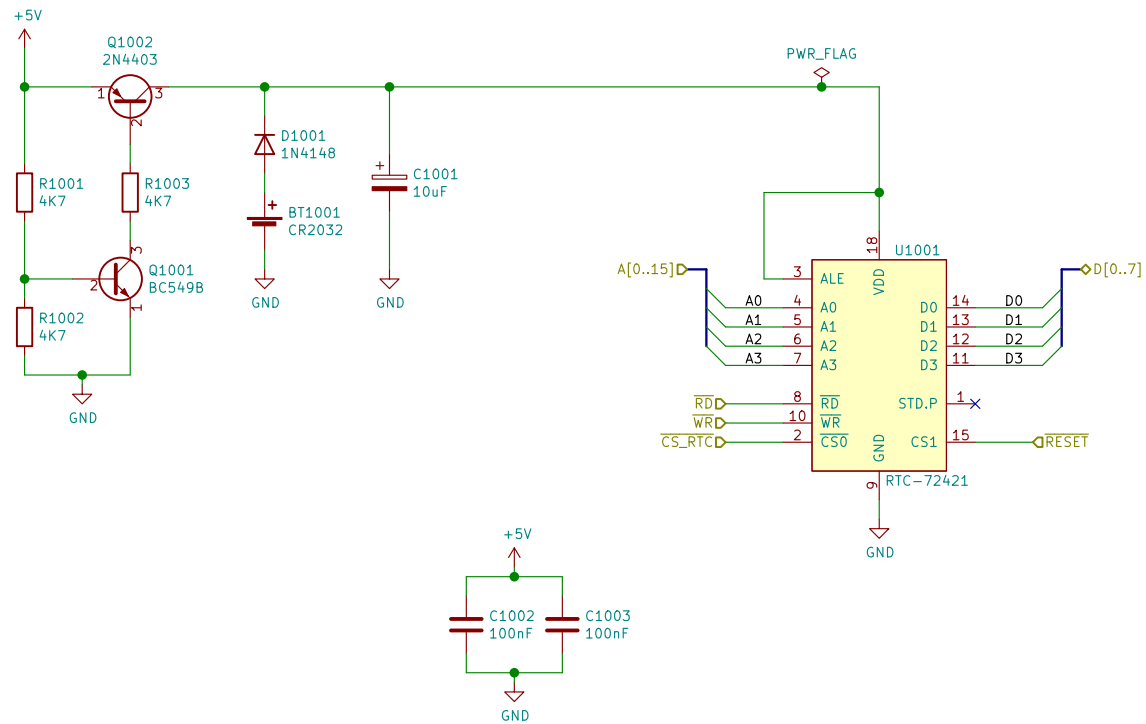 +5V
Q1002
2N4403
1
3
2
R1001
4K7
R1003
4K7
D1001
1N4148
+
BT1001
CR2032
+
C1001
10uF
3
Q1001
BC549B
2
1
R1002
4K7
GND
GND
GND
PWR_FLAG
U1001
18
VDD
A[0..15]
D[0..7]
3
ALE
A0
4
A0
D0
14
D0
A1
5
A1
D1
13
D1
A2
6
A2
D2
12
D2
A3
7
A3
D3
11
D3
RD
8
RD
STD.P
1
WR
10
WR
CS_RTC
2
CS0
GND
CS1
15
RESET
9
RTC-72421
GND
+5V
C1002
100nF
C1003
100nF
GND